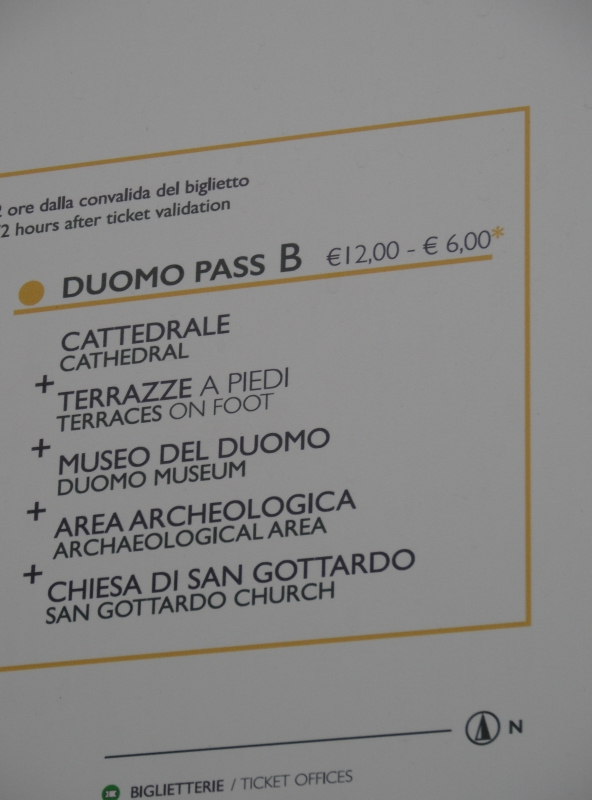 2 ore dalla convalida del biglietto
2 hours after ticket validation
DUOMO PASS B €12,00 - € 6,00*
CATTEDRALE
CATHEDRAL
+ TERRAZZE A PIEDI
TERRACES ON FOOT
+ MUSEO DEL DUOMO
DUOMO MUSEUM
+ AREA ARCHEOLOGICA
ARCHAEOLOGICAL AREA
+ CHIESA DI SAN GOTTARDO
SAN GOTTARDO CHURCH
N
BIGLIETTERIE / TICKET OFFICES